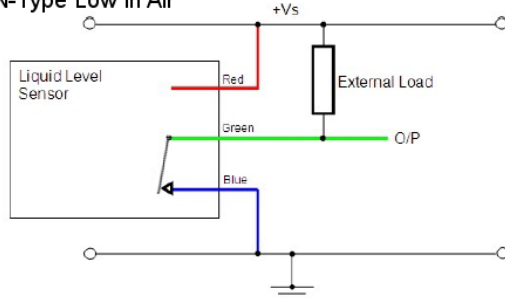 N-Type Low in Air
+Vs
Liquid Level
Sensor
Red
External Load
Green
O/P
Blue